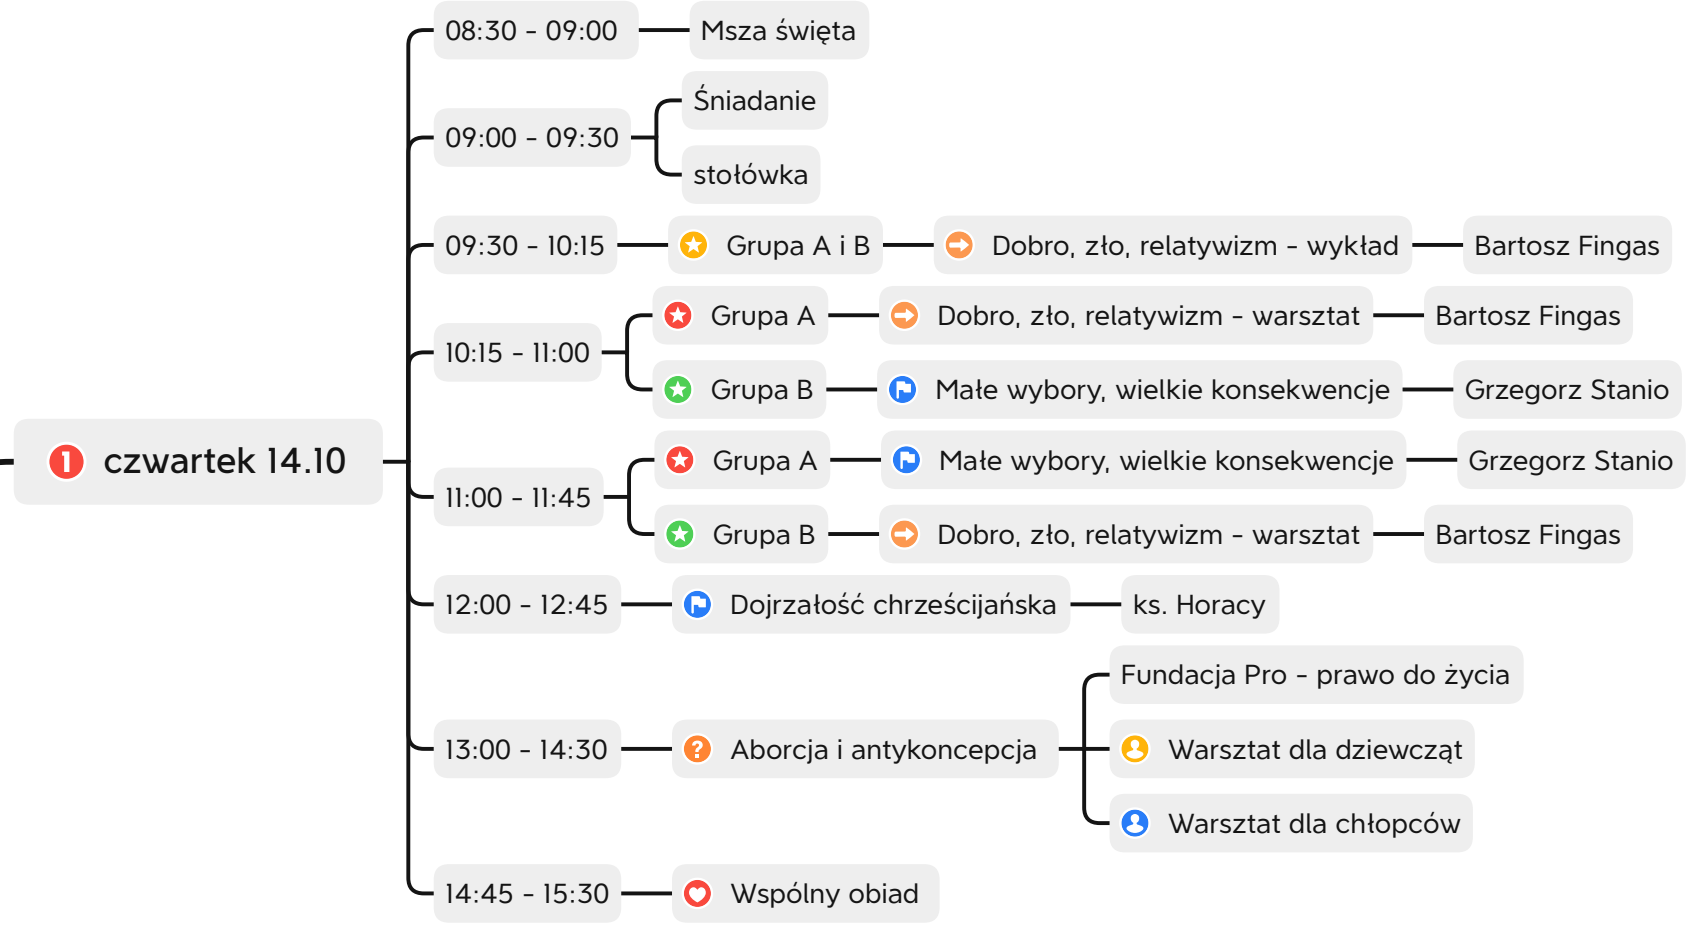 czwartek 14.10
08:30 - 09:00 Msza święta
09:00 - 09:30
Śniadanie
stołówka
09:30 - 10:15 Grupa A i B Dobro, zło, relatywizm - wykład Bartosz Fingas
10:15 - 11:00
Grupa A Dobro, zło, relatywizm - warsztat Bartosz Fingas
Grupa B Małe wybory, wielkie konsekwencje Grzegorz Stanio
11:00 - 11:45
Grupa A Małe wybory, wielkie konsekwencje Grzegorz Stanio
Grupa B Dobro, zło, relatywizm - warsztat Bartosz Fingas
12:00 - 12:45 Dojrzałość chrześcijańska ks. Horacy
13:00 - 14:30 Aborcja i antykoncepcja
Fundacja Pro - prawo do życia
Warsztat dla dziewcząt
Warsztat dla chłopców
14:45 - 15:30 Wspólny obiad